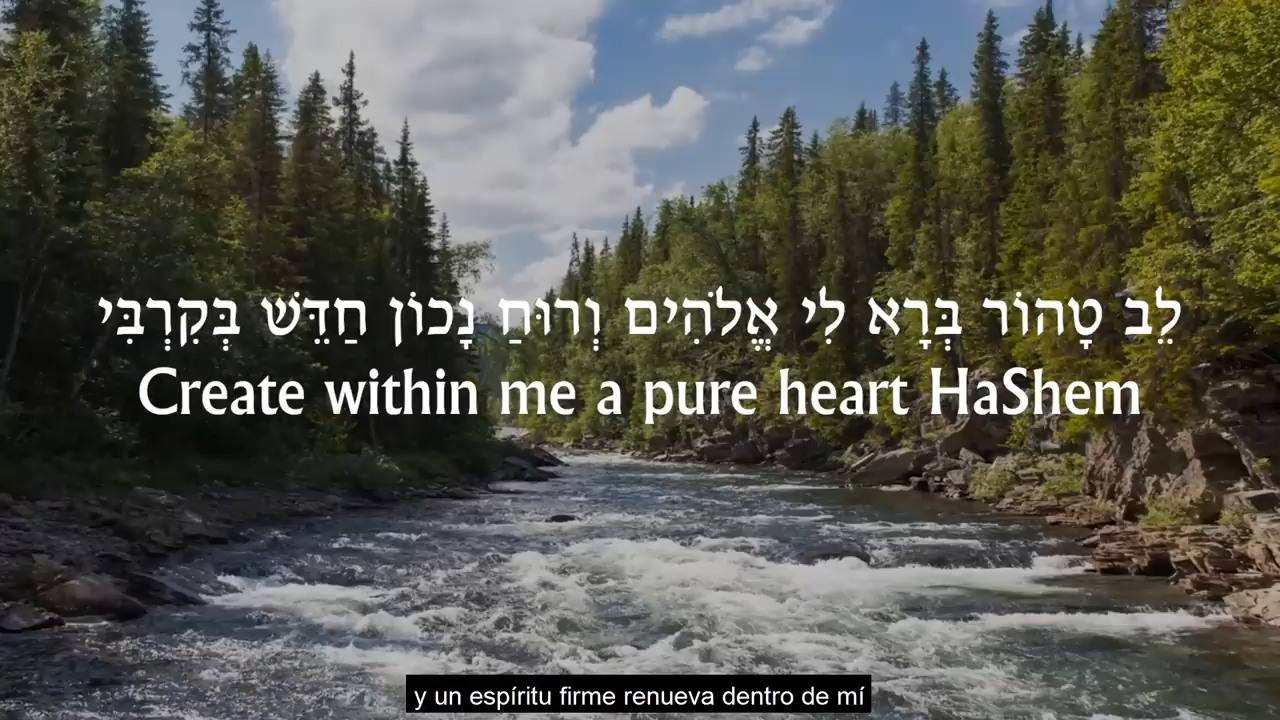 לֵב טָהוֹר בְּרָא לִי אֱלֹהִים וְרוּחַ נָכוֹן חַדֵּשׁ בְּקִרְבִּי
Create within me a pure heart HaShem
y un espíritu firme renueva dentro de mí